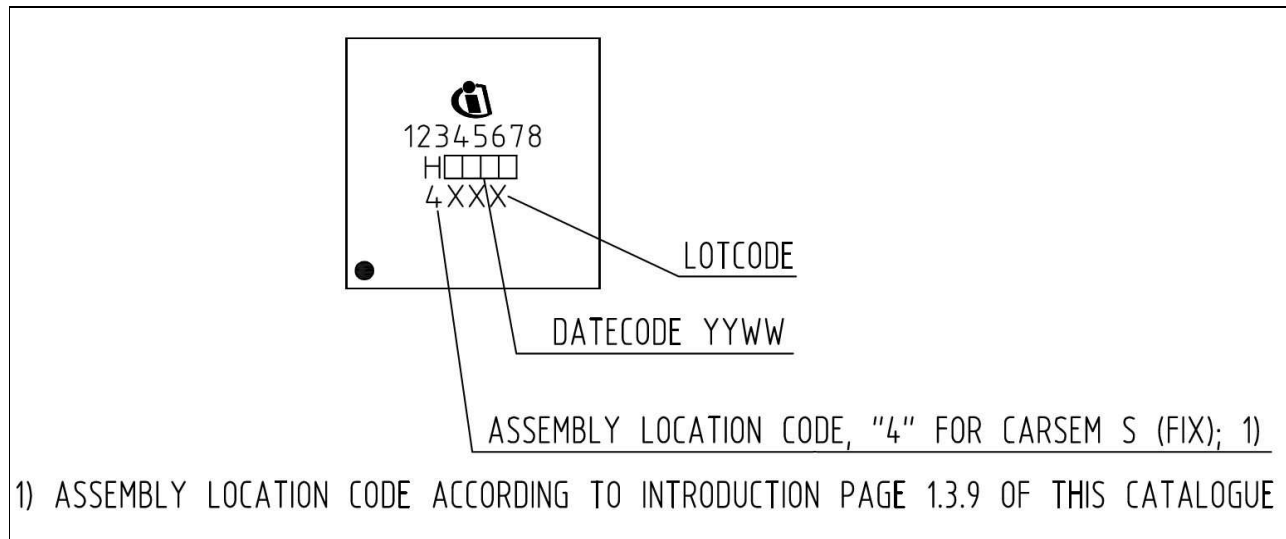 12345678
H□□□□
4XXX
LOTCODE
DATECODE YYWW
ASSEMBLY LOCATION CODE, "4" FOR CARSEM S (FIX); 1)
1) ASSEMBLY LOCATION CODE ACCORDING TO INTRODUCTION PAGE 1.3.9 OF THIS CATALOGUE